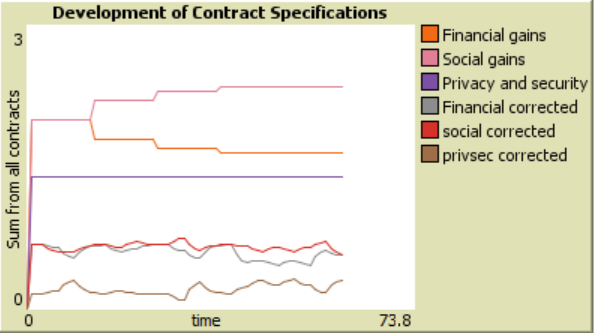 Development of Contract Specifications
3
Sum from all contracts
0
0
time
73.8
Financial gains
Social gains
Privacy and security
Financial corrected
social corrected
privsec corrected